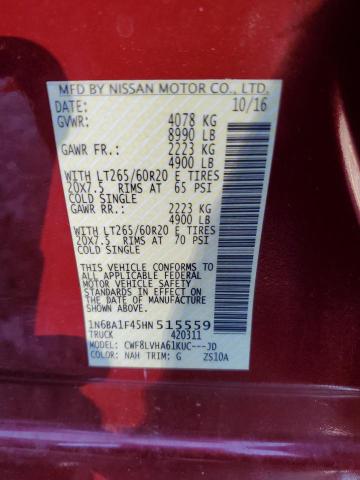 MFD BY NISSAN MOTOR CO., LTD.
DATE: 10/16
GVWR: 4078 KG
8990 LB
GAWR FR.: 2223 KG
4900 LB
WITH LT265/60R20 E TIRES
20X7.5 RIMS AT 65 PSI
COLD SINGLE
GAWR RR.: 2223 KG
4900 LB
WITH LT265/60R20 E TIRES
20X7.5 RIMS AT 70 PSI
COLD SINGLE
THIS VEHICLE CONFORMS TO
ALL APPLICABLE FEDERAL
MOTOR VEHICLE SAFETY
STANDARDS IN EFFECT ON THE
DATE OF MANUFACTURE SHOWN
ABOVE.
1N6BA1F45HN515559
TRUCK 420311
MODEL: CWF8LVHA61KUC---JD
COLOR: NAH TRIM: G ZS10A